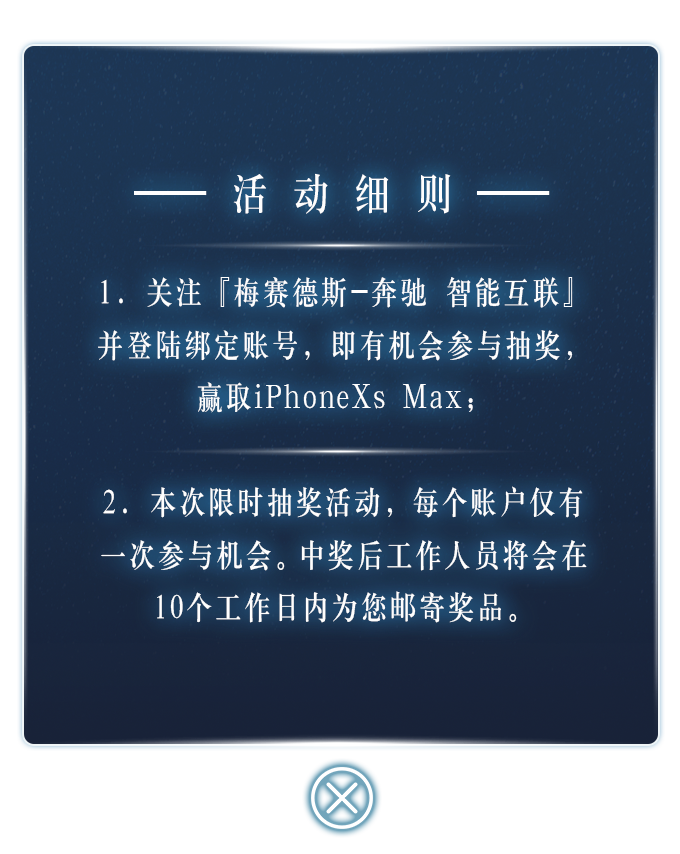 活动细则
1. 关注『梅赛德斯-奔驰 智能互联』
并登陆绑定账号，即有机会参与抽奖，
赢取iPhoneXs Max；
2. 本次限时抽奖活动，每个账户仅有
一次参与机会。中奖后工作人员将会在
10个工作日内为您邮寄奖品。